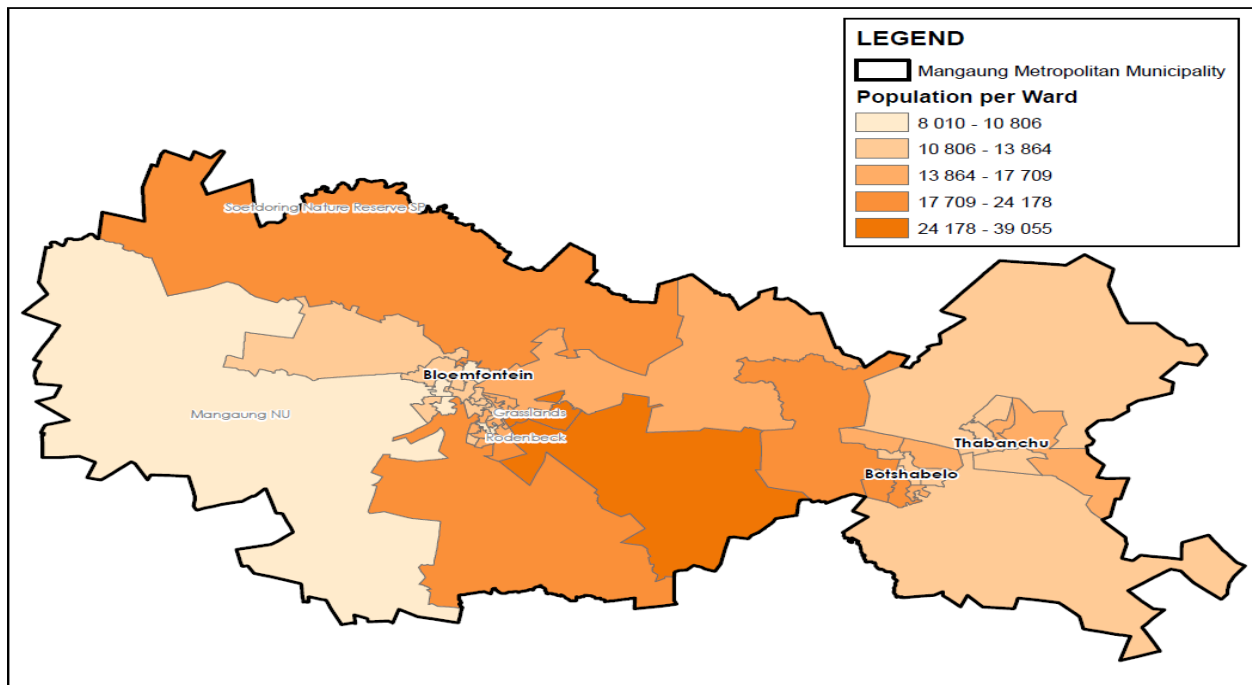 LEGEND
Mangaung Metropolitan Municipality
Population per Ward
8 010 - 10 806
10 806 - 13 864
13 864 - 17 709
17 709 - 24 178
24 178 - 39 055
Soetdoring Nature Reserve SP
Bloemfontein
Mangaung NU
Grasslands
Rodenbeck
Thabanchu
Botshabelo